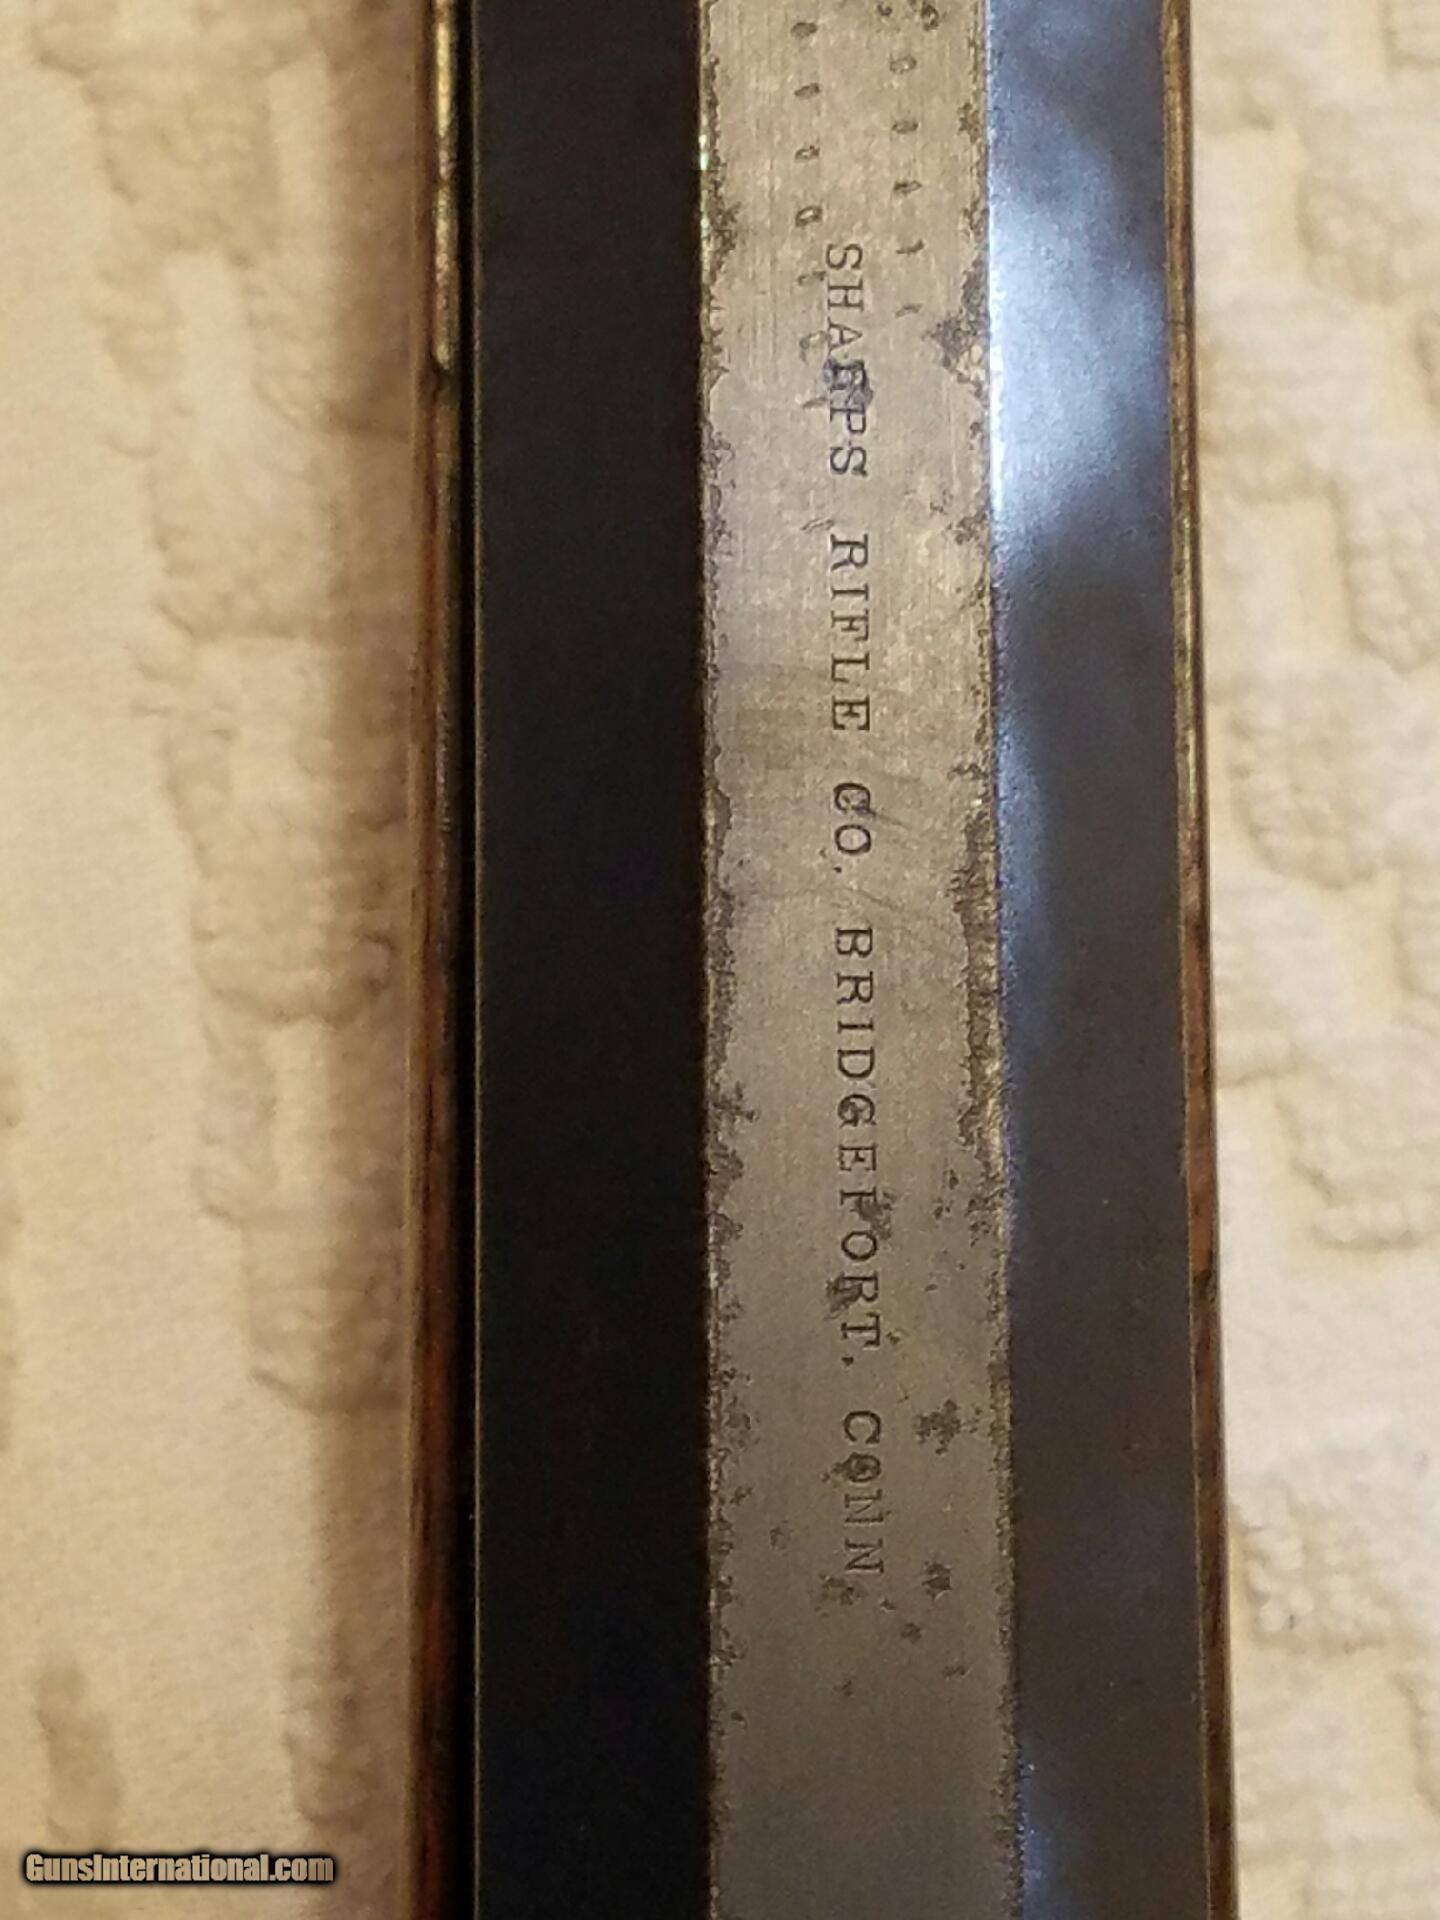 SHARPS RIFLE CO. BRIDGEPORT, CONN
GunsInternational.com